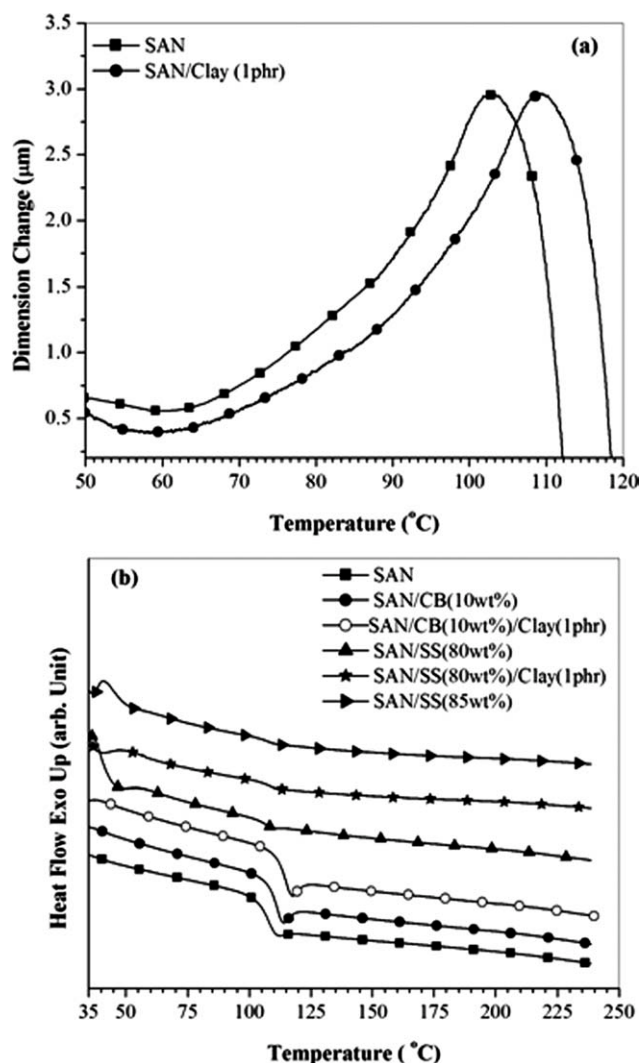 SAN
SAN/Clay (1phr)
(a)
3.5
3.0
2.5
2.0
1.5
1.0
0.5
Dimension Change (μm)
50 60 70 80 90 100 110 120
Temperature (°C)
(b)
SAN
SAN/CB(10wt%)
SAN/CB(10wt%)/Clay(1phr)
SAN/SS(80wt%)
SAN/SS(80wt%)/Clay(1phr)
SAN/SS(85wt%)
Heat Flow Exo Up (arb. Unit)
35 50 75 100 125 150 175 200 225 250
Temperature ( °C)